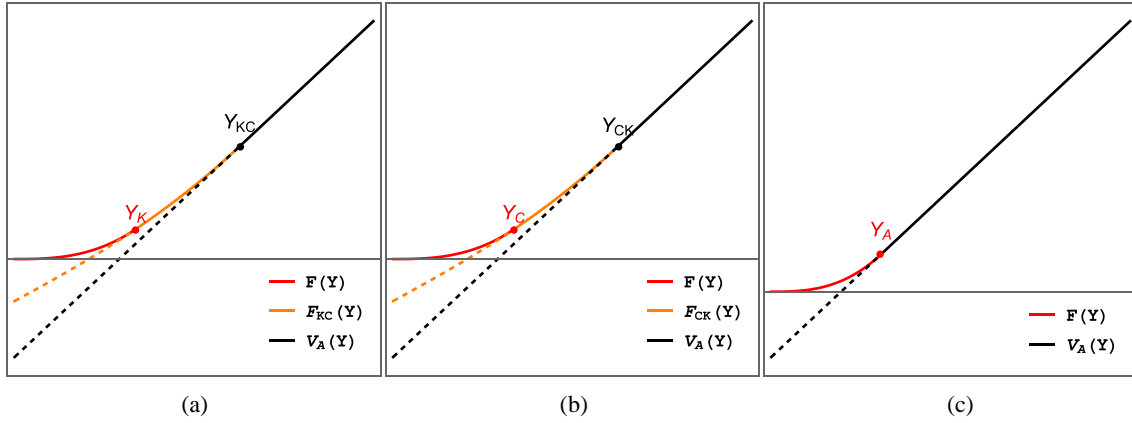 Y_KC
Y_K
F(Y)
F_KC(Y)
V_A(Y)
(a)
Y_CK
Y_C
F(Y)
F_CK(Y)
V_A(Y)
(b)
Y_A
F(Y)
V_A(Y)
(c)